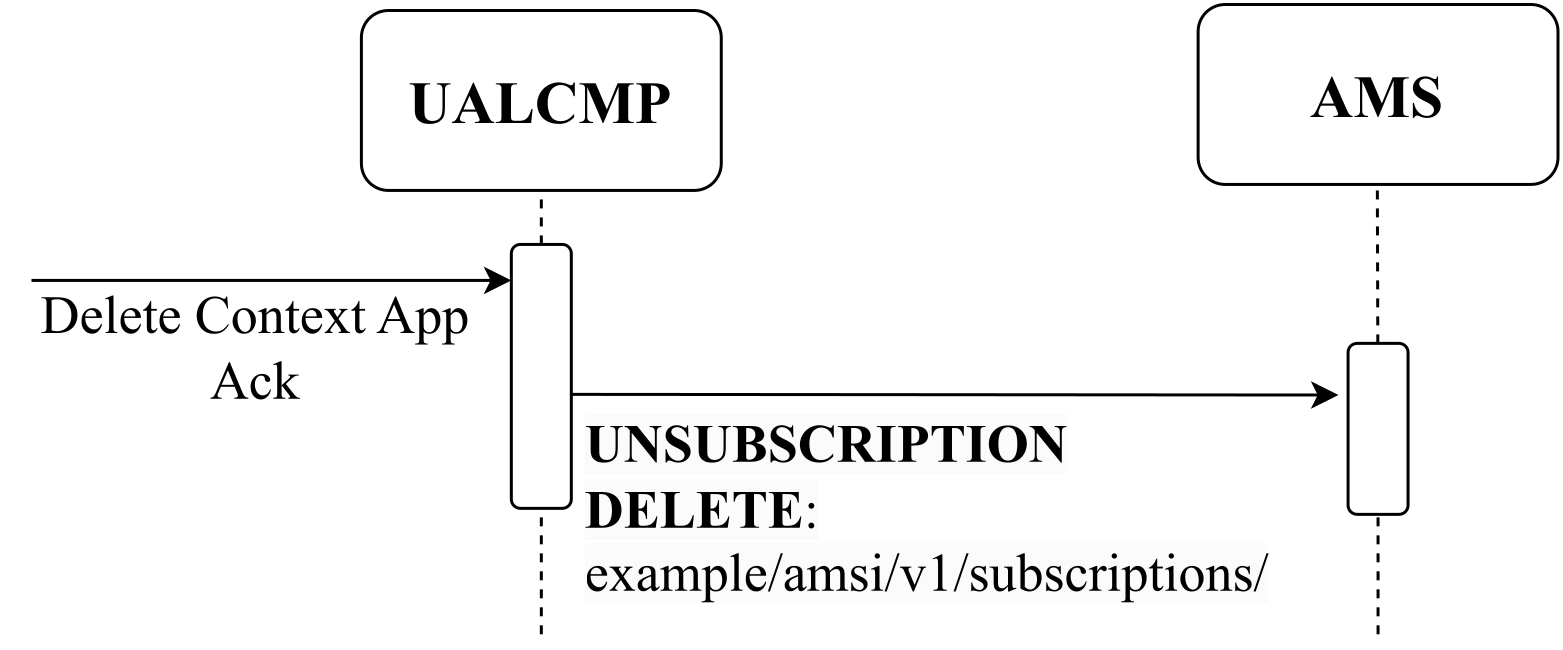 UALCMP
AMS
Delete Context App
Ack
UNSUBSCRIPTION
DELETE:
example/amsi/v1/subscriptions/